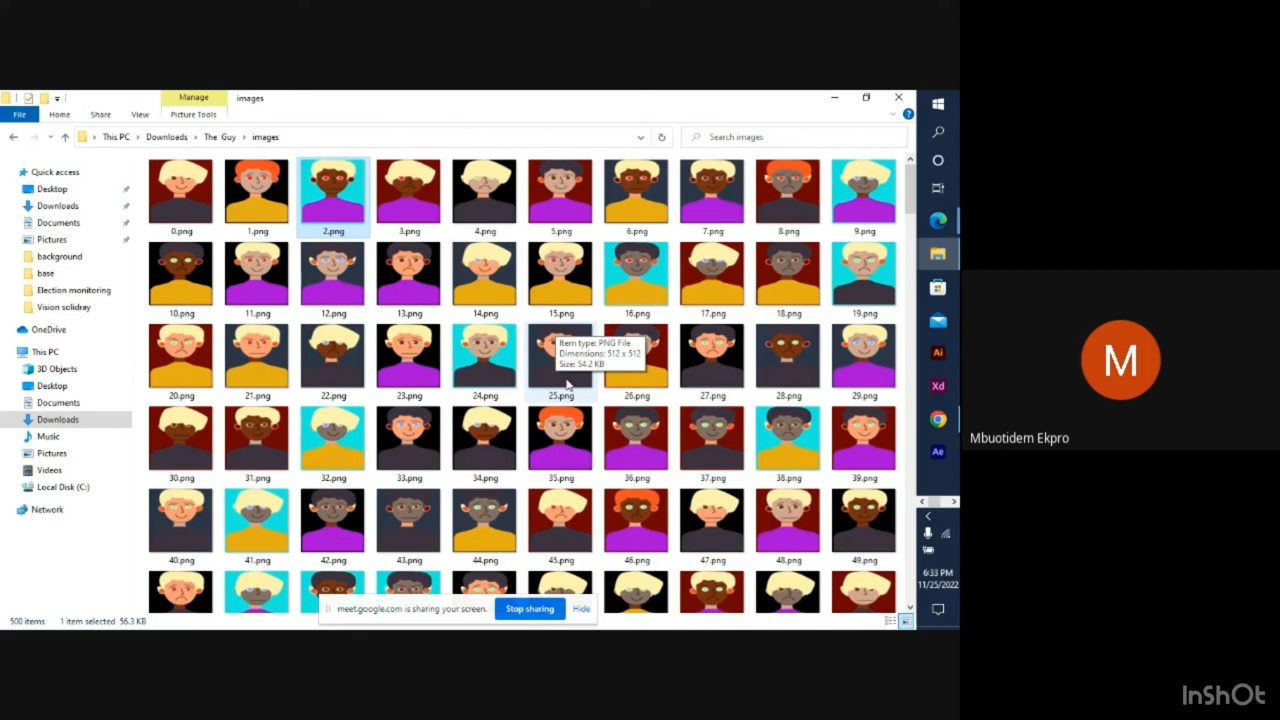 Manage
images
File
Home
Share
View
Picture Tools
This PC
Downloads
The Guy
images
Search images
Quick access
Desktop
Downloads
Documents
Pictures
background
base
Election monitoring
Vision solidray
OneDrive
This PC
3D Objects
Desktop
Documents
Downloads
Music
Pictures
Videos
Local Disk (C:)
Network
0.png 1.png 2.png 3.png 4.png 5.png 6.png 7.png 8.png 9.png
10.png 11.png 12.png 13.png 14.png 15.png 16.png 17.png 18.png 19.png
Item type: PNG File
Dimensions: 512 x 512
Size: 54.2 KB
20.png 21.png 22.png 23.png 24.png 25.png 26.png 27.png 28.png 29.png
30.png 31.png 32.png 33.png 34.png 35.png 36.png 37.png 38.png 39.png
40.png 41.png 42.png 43.png 44.png 45.png 46.png 47.png 48.png 49.png
meet.google.com is sharing your screen.
Stop sharing
Hide
500 items
1 item selected 56.3 KB
Ai
Xd
Ae
6:33 PM
11/25/2022
M
Mbuotidem Ekpro
InShOt